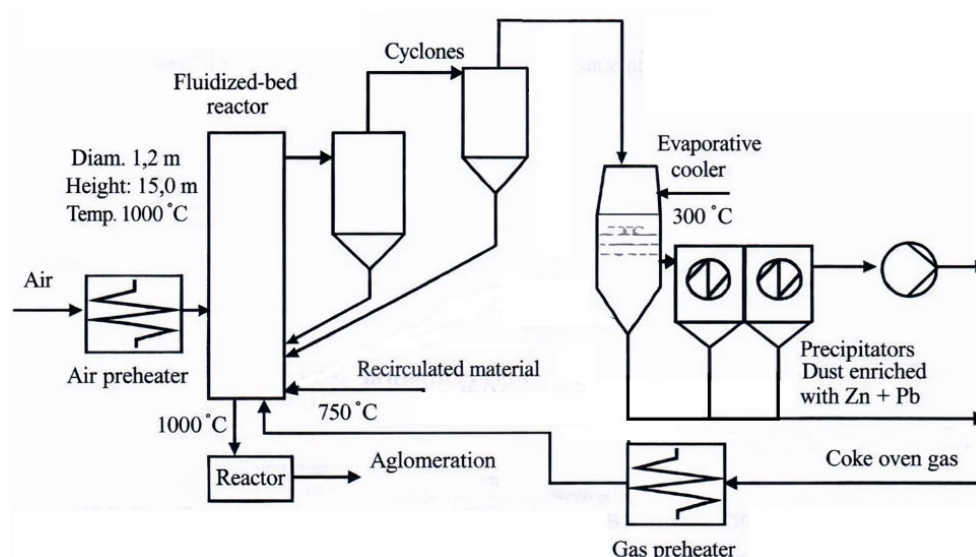 Cyclones
Fluidized-bed
reactor
Diam. 1,2 m
Height: 15,0 m
Temp. 1000 °C
Evaporative
cooler
300 °C
Air
Air preheater
Recirculated material
750 °C
1000 °C
Precipitators
Dust enriched
with Zn + Pb
Reactor
Aglomeration
Coke oven gas
Gas preheater